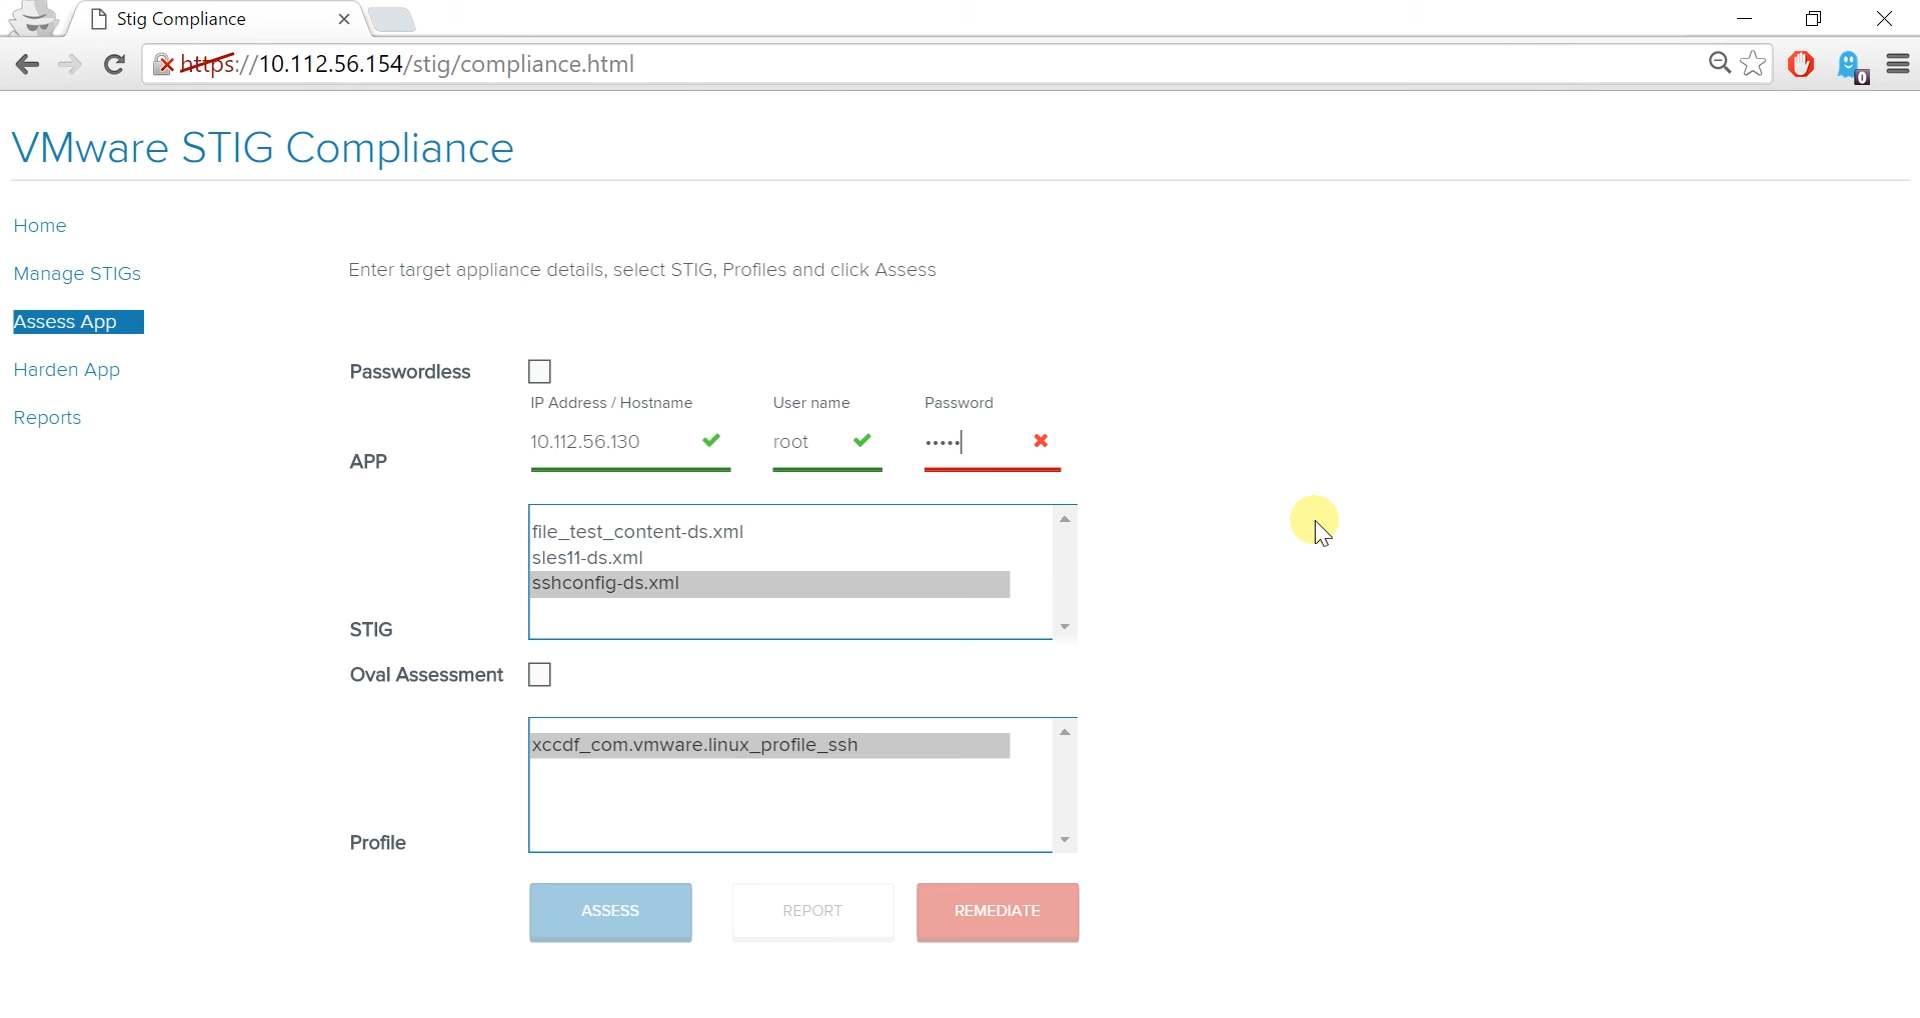 Stig Compliance
https://10.112.56.154/stig/compliance.html
0
VMware STIG Compliance
Home
Manage STIGs
Assess App
Harden App
Reports
Enter target appliance details, select STIG, Profiles and click Assess
Passwordless
IP Address / Hostname User name Password
10.112.56.130 root •••••
APP
file_test_content-ds.xml
sles11-ds.xml
sshconfig-ds.xml
STIG
Oval Assessment
xccdf_com.vmware.linux_profile_ssh
Profile
ASSESS REPORT REMEDIATE